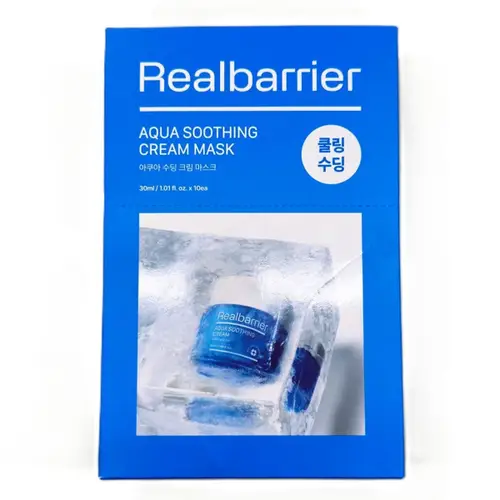 Realbarrier
AQUA SOOTHING
CREAM MASK
아쿠아 수딩 크림 마스크
30ml / 1.01 fl. oz. x 10ea
쿨링
수딩
Realbarrier
AQUA SOOTHING
CREAM